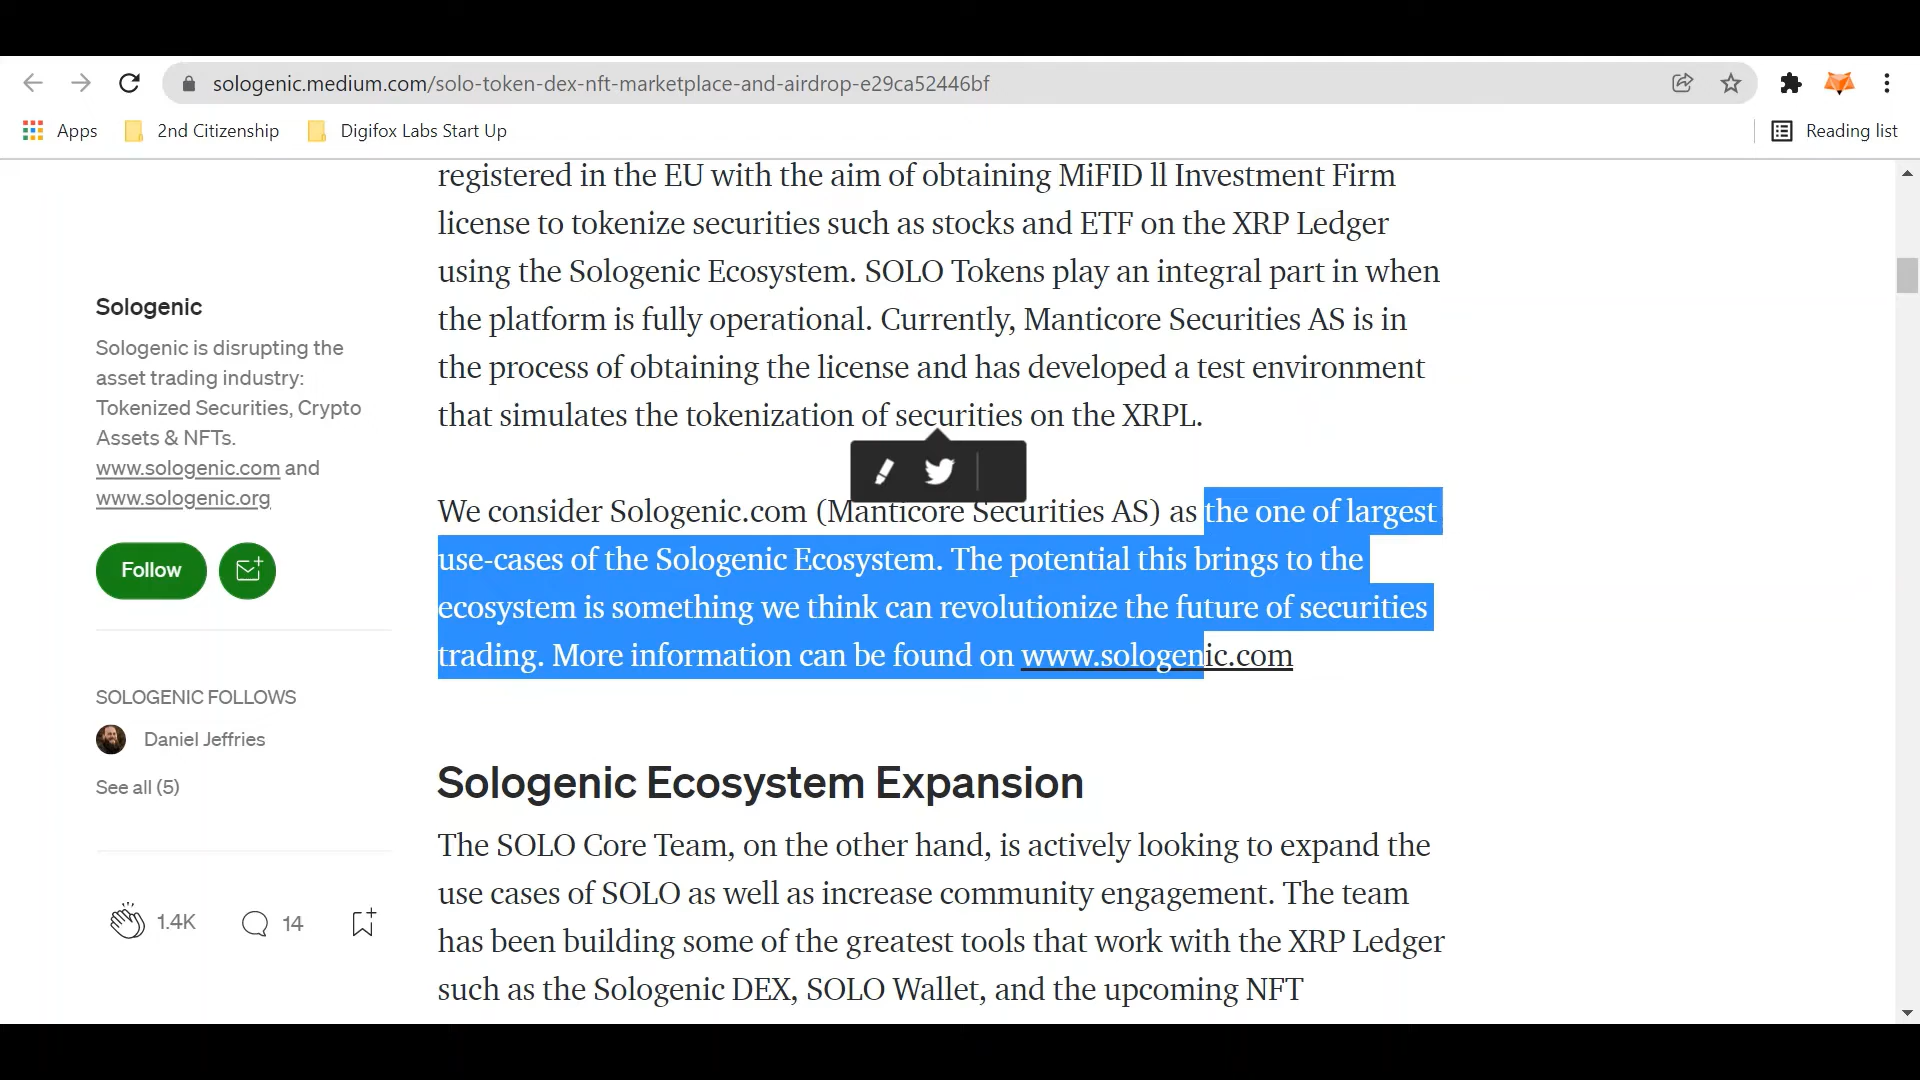 sologenic.medium.com/solo-token-dex-nft-marketplace-and-airdrop-e29ca52446bf
Apps
2nd Citizenship
Digifox Labs Start Up
Reading list
Sologenic
Sologenic is disrupting the
asset trading industry:
Tokenized Securities, Crypto
Assets & NFTs.
www.sologenic.com and
www.sologenic.org
Follow
SOLOGENIC FOLLOWS
Daniel Jeffries
See all (5)
1.4K
14
registered in the EU with the aim of obtaining MiFID ll Investment Firm
license to tokenize securities such as stocks and ETF on the XRP Ledger
using the Sologenic Ecosystem. SOLO Tokens play an integral part in when
the platform is fully operational. Currently, Manticore Securities AS is in
the process of obtaining the license and has developed a test environment
that simulates the tokenization of securities on the XRPL.
We consider Sologenic.com (Manticore Securities AS) as the one of largest
use-cases of the Sologenic Ecosystem. The potential this brings to the
ecosystem is something we think can revolutionize the future of securities
trading. More information can be found on www.sologenic.com
Sologenic Ecosystem Expansion
The SOLO Core Team, on the other hand, is actively looking to expand the
use cases of SOLO as well as increase community engagement. The team
has been building some of the greatest tools that work with the XRP Ledger
such as the Sologenic DEX, SOLO Wallet, and the upcoming NFT